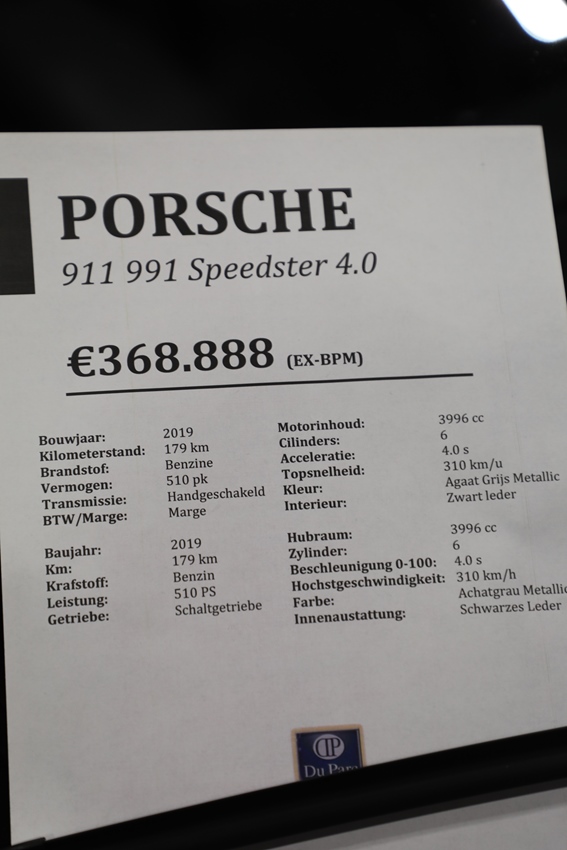 PORSCHE
911 991 Speedster 4.0
€368.888 (EX-BPM)
Bouwjaar: 2019
Kilometerstand: 179 km
Brandstof: Benzine
Vermogen: 510 pk
Transmissie: Handgeschakeld
BTW/Marge: Marge
Motorinhoud: 3996 cc
Cilinders: 6
Acceleratie: 4.0 s
Topsnelheid: 310 km/u
Kleur: Agaat Grijs Metallic
Interieur: Zwart leder
Baujahr: 2019
Km: 179 km
Krafstoff: Benzin
Leistung: 510 PS
Getriebe: Schaltgetriebe
Hubraum: 3996 cc
Zylinder: 6
Beschleunigung 0-100: 4.0 s
Hochstgeschwindigkeit: 310 km/h
Farbe: Achatgrau Metallic
Innenaustattung: Schwarzes Leder
DP
Du Parc